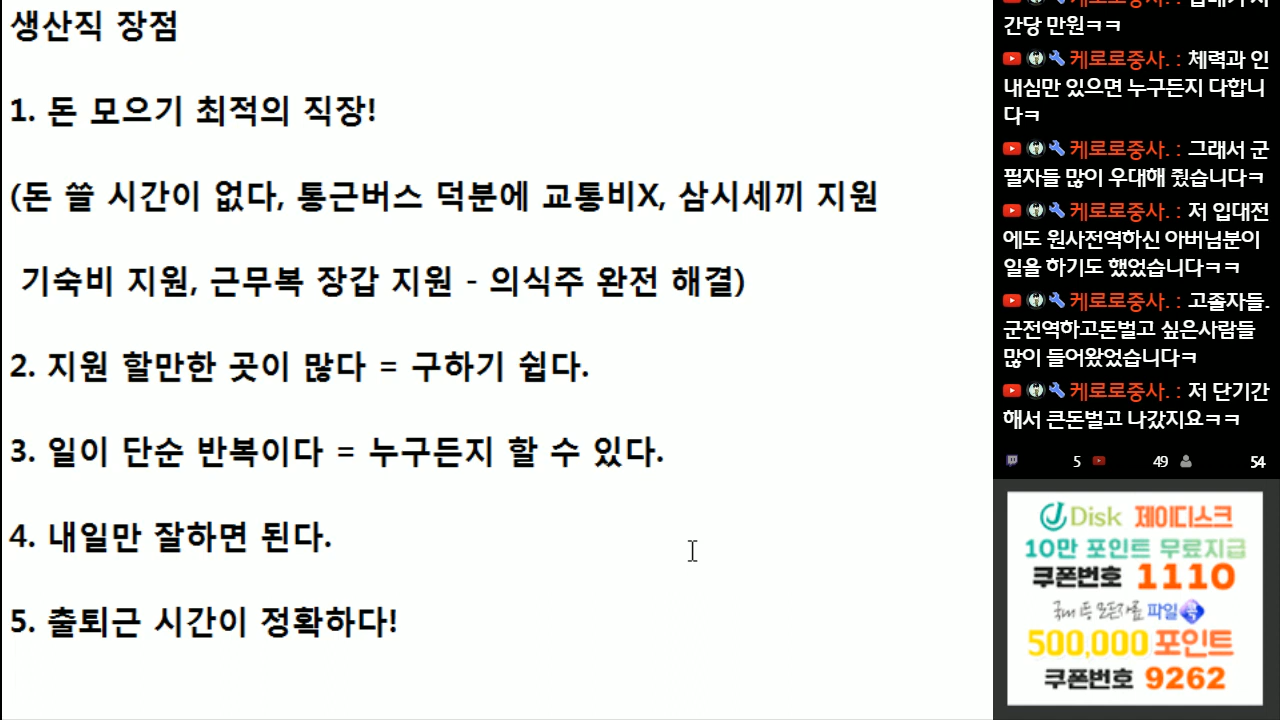 생산직 장점
1. 돈 모으기 최적의 직장!
(돈 쓸 시간이 없다, 통근버스 덕분에 교통비X, 삼시세끼 지원
기숙비 지원, 근무복 장갑 지원 - 의식주 완전 해결)
2. 지원 할만한 곳이 많다 = 구하기 쉽다.
3. 일이 단순 반복이다 = 누구든지 할 수 있다.
4. 내일만 잘하면 된다.
5. 출퇴근 시간이 정확하다!
간당 만원ㅋㅋ
케로로중사. : 체력과 인
내심만 있으면 누구든지 다합니
다ㅋ
케로로중사. : 그래서 군
필자들 많이 우대해 줬습니다ㅋ
케로로중사. : 저 입대전
에도 원사전역하신 아버님분이
일을 하기도 했었습니다ㅋㅋ
케로로중사. : 고졸자들.
군전역하고돈벌고 싶은사람들
많이 들어왔었습니다ㅋ
케로로중사. : 저 단기간
해서 큰돈벌고 나갔지요ㅋㅋ
5 49 54
Disk 제이디스크
10만 포인트 무료지급
쿠폰번호 1110
국내 등 모든자료 파일콕
500,000 포인트
쿠폰번호 9262